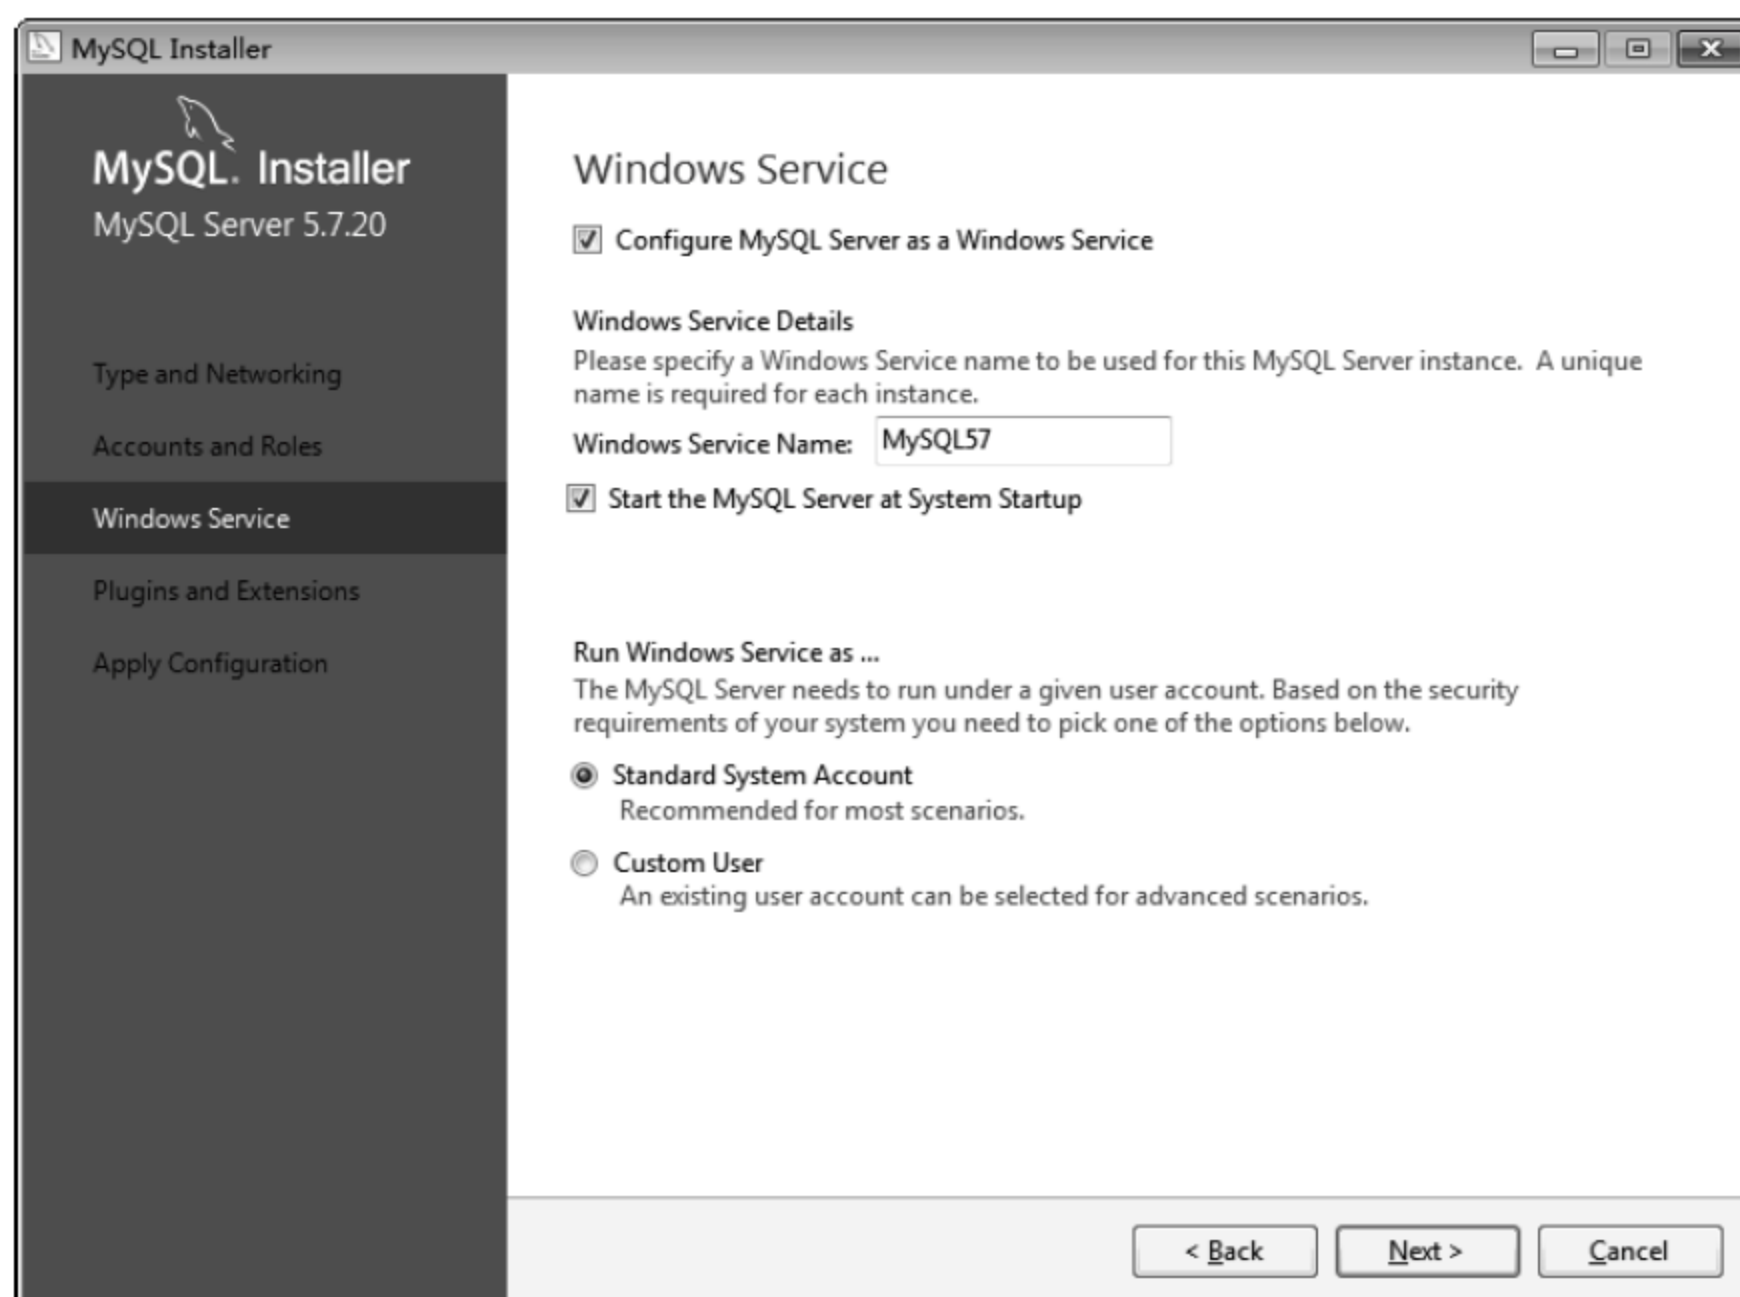 MySQL Installer
MySQL. Installer
MySQL Server 5.7.20
Type and Networking
Accounts and Roles
Windows Service
Plugins and Extensions
Apply Configuration
Windows Service
Configure MySQL Server as a Windows Service
Windows Service Details
Please specify a Windows Service name to be used for this MySQL Server instance. A unique
name is required for each instance.
Windows Service Name: MySQL57
Start the MySQL Server at System Startup
Run Windows Service as ...
The MySQL Server needs to run under a given user account. Based on the security
requirements of your system you need to pick one of the options below.
Standard System Account
Recommended for most scenarios.
Custom User
An existing user account can be selected for advanced scenarios.
< Back Next > Cancel